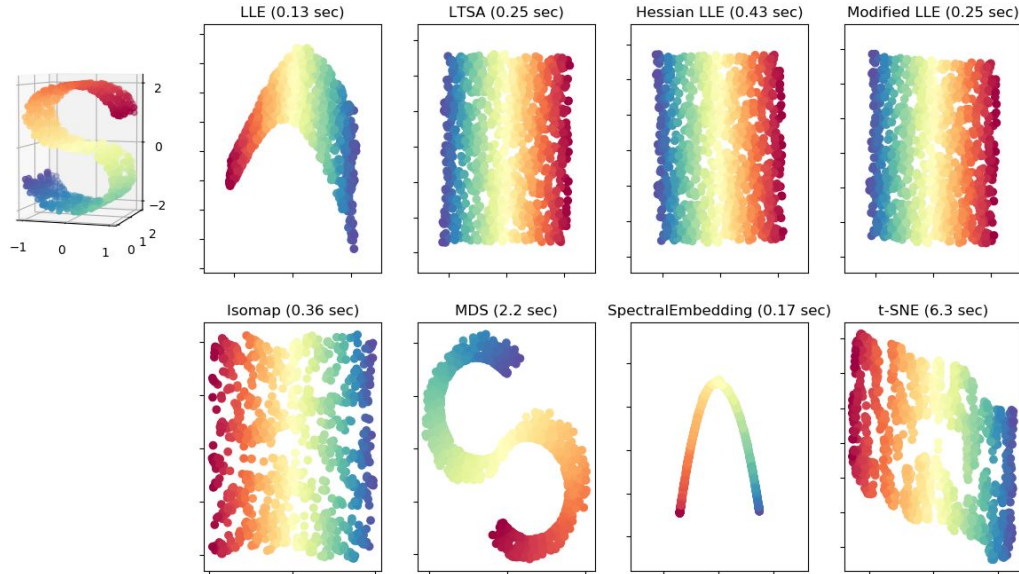 LLE (0.13 sec)
LTSA (0.25 sec)
Hessian LLE (0.43 sec)
Modified LLE (0.25 sec)
2
0
−2
−1
0
1
0
1
2
Isomap (0.36 sec)
MDS (2.2 sec)
SpectralEmbedding (0.17 sec)
t-SNE (6.3 sec)